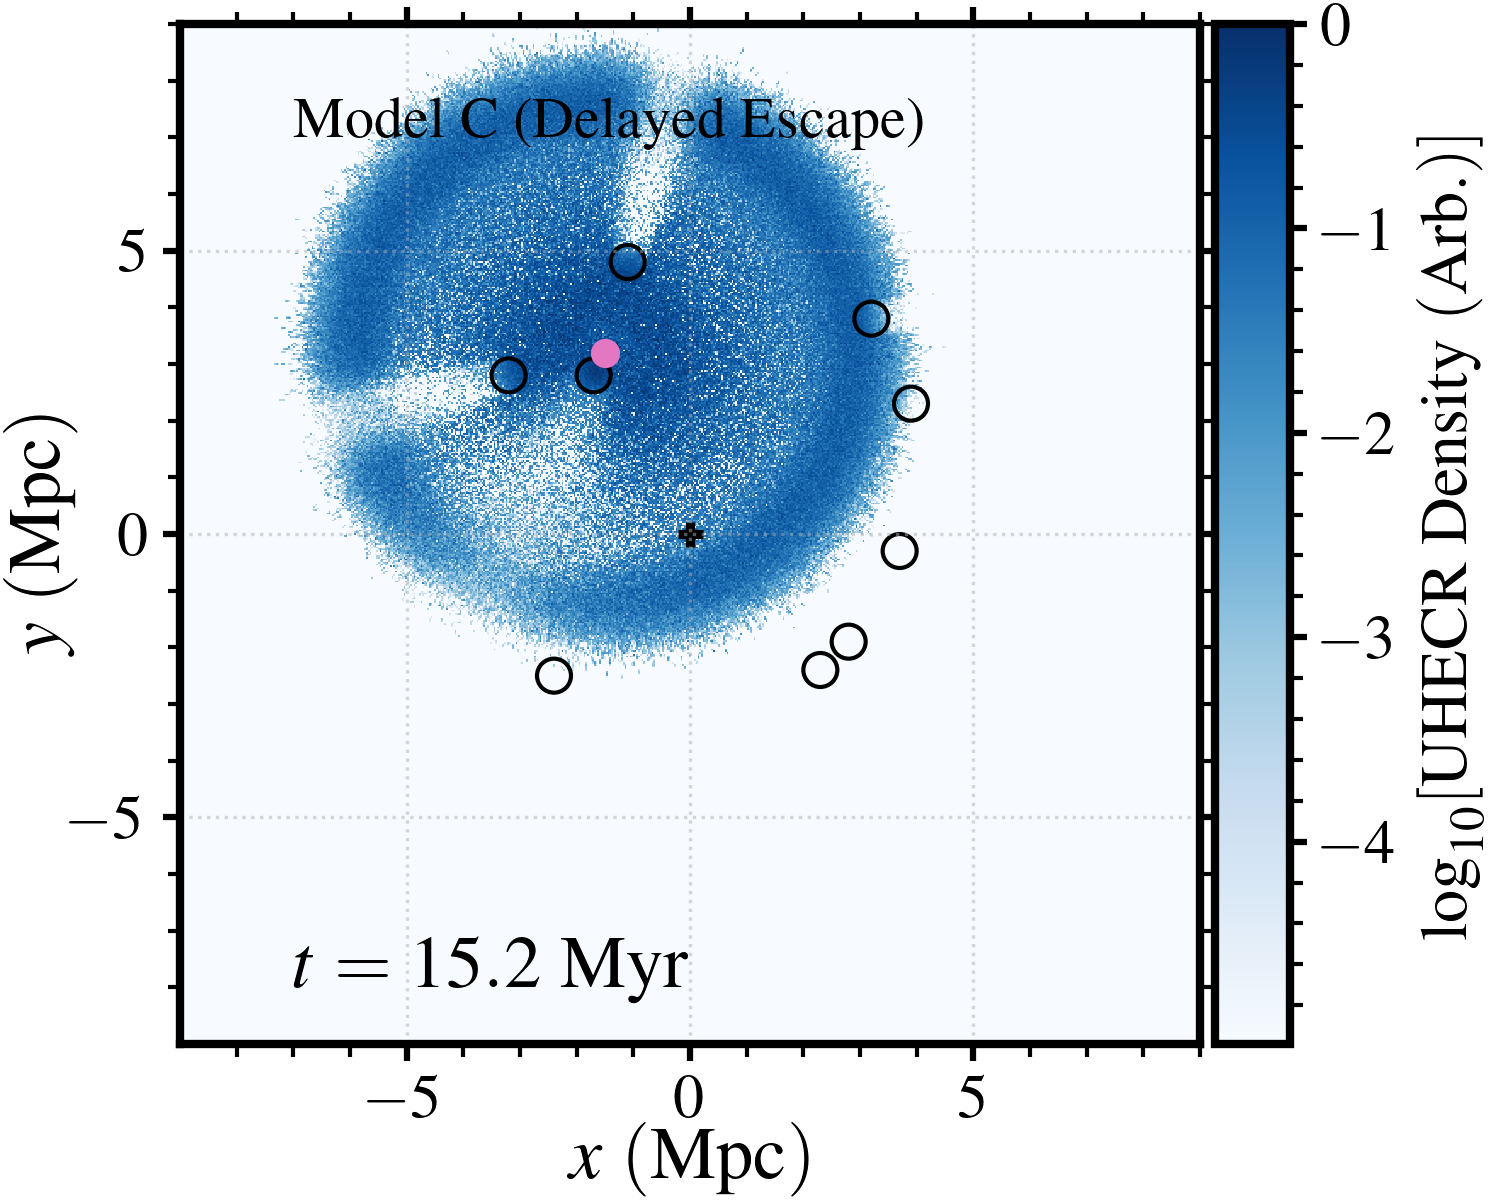 Model C (Delayed Escape)
t = 15.2 Myr
5
0
−5
y (Mpc)
−5
0
5
x (Mpc)
0
−1
−2
−3
−4
log₁₀[UHECR Density (Arb.)]